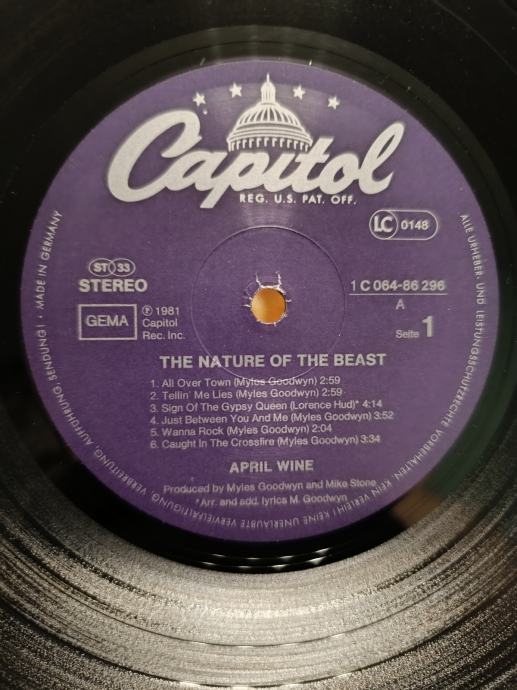 Capitol
REG. U.S. PAT. OFF.
LC 0148
ST 33
STEREO
GEMA
℗ 1981
Capitol
Rec. Inc.
1 C 064-86 296
A
Seite 1
THE NATURE OF THE BEAST
1. All Over Town (Myles Goodwyn) 2:59
2. Tellin' Me Lies (Myles Goodwyn) 2:59
3. Sign Of The Gypsy Queen (Lorence Hud)* 4:14
4. Just Between You And Me (Myles Goodwyn) 3:52
5. Wanna Rock (Myles Goodwyn) 2:04
6. Caught In The Crossfire (Myles Goodwyn) 3:34
APRIL WINE
Produced by Myles Goodwyn and Mike Stone
*Arr. and add. lyrics M. Goodwyn
ALLE URHEBER- UND LEISUNGSSCHUTZRECHTE VORBEHALTEN. KEIN VERLEIH! KEINE UNERLAUBTE VERVIELFÄLTIGUNG, VERBREITUNG, AUFFÜHRUNG, SENDUNG! · MADE IN GERMANY